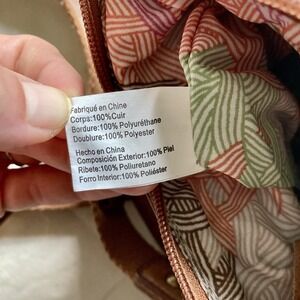 Fabriqué en Chine
Corps:100%Cuir
Bordure:100% Polyuréthane
Doublure:100% Polyester
Hecho en China
Composición Exterior:100% Piel
Ribete:100% Poliuretano
Forro Interior:100% Poliéster